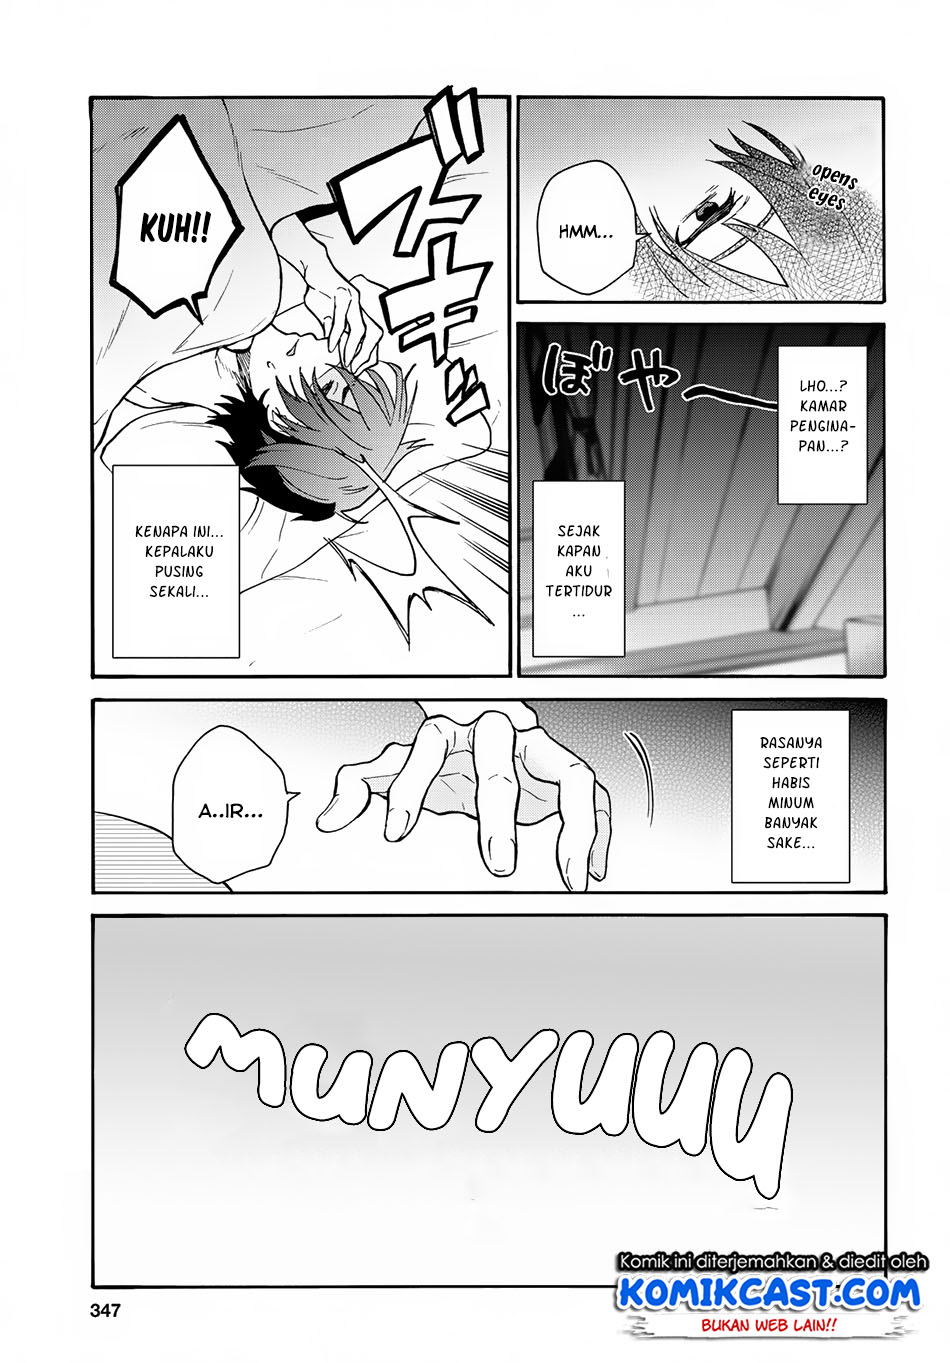 opens
eyes
HMM...
ぼやー
LHO...?
KAMAR
PENGINA-
PAN...?
SEJAK
KAPAN
AKU
TERTIDUR
...
ズキンッ
KUH!!
KENAPA INI...
KEPALAKU
PUSING
SEKALI...
RASANYA
SEPERTI
HABIS
MINUM
BANYAK
SAKE...
A..IR...
MUNYUUU
347
Komik ini diterjemahkan & diedit oleh
KOMIKCAST.COM
BUKAN WEB LAIN!!